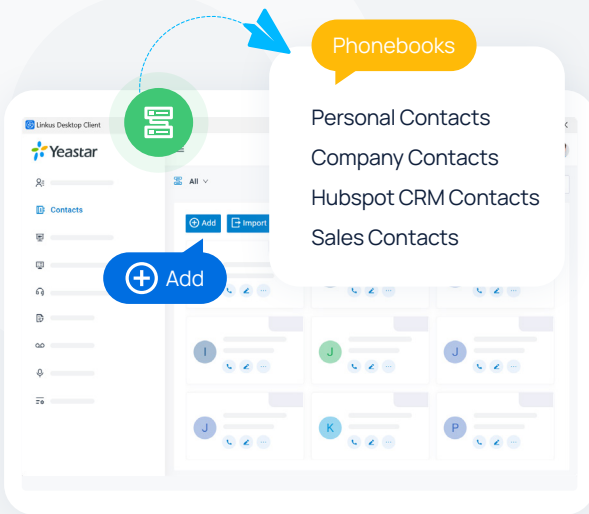 Phonebooks
Personal Contacts
Company Contacts
Hubspot CRM Contacts
Sales Contacts
Linkus Desktop Client
Yeastar
All
Contacts
Add
Import
Add
I
J
J
J
K
P